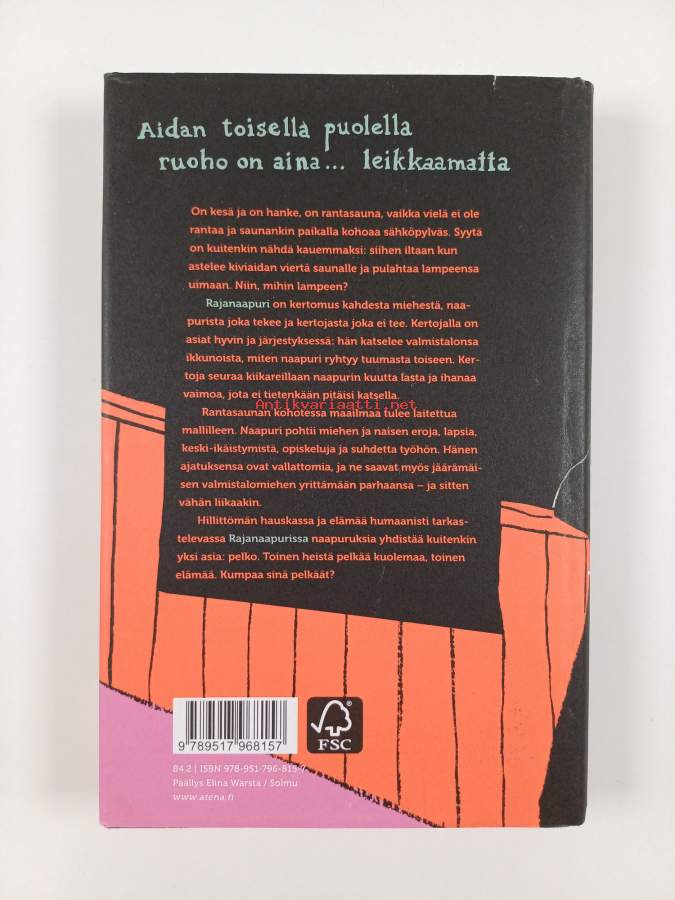 Aidan toisella puolella
ruoho on aina... leikkaamatta
On kesä ja on hanke, on rantasauna, vaikka vielä ei ole
rantaa ja saunankin paikalla kohoaa sähköpylväs. Syytä
on kuitenkin nähdä kauemmaksi: siihen iltaan kun
astelee kiviaidan viertä saunalle ja pulahtaa lampeensa
uimaan. Niin, mihin lampeen?
Rajanaapuri on kertomus kahdesta miehestä, naa-
purista joka tekee ja kertojasta joka ei tee. Kertojalla on
asiat hyvin ja järjestyksessä: hän katselee valmistalonsa
ikkunoista, miten naapuri ryhtyy tuumasta toiseen. Ker-
toja seuraa kiikareillaan naapurin kuutta lasta ja ihanaa
vaimoa, jota ei tietenkään pitäisi katsella.
Antikvariaatti.net
Rantasaunan kohotessa maailmaa tulee laitettua
mallilleen. Naapuri pohtii miehen ja naisen eroja, lapsia,
keski-ikäistymistä, opiskeluja ja suhdetta työhön. Hänen
ajatuksensa ovat vallattomia, ja ne saavat myös jäärämäi-
sen valmistalomiehen yrittämään parhaansa – ja sitten
vähän liikaakin.
Hillittömän hauskassa ja elämää humaanisti tarkas-
televassa Rajanaapurissa naapuruksia yhdistää kuitenkin
yksi asia: pelko. Toinen heistä pelkää kuolemaa, toinen
elämää. Kumpaa sinä pelkäät?
9 789517 968157
FSC
®
84.2 | ISBN 978-951-796-815-7
Päällys Elina Warsta / Solmu
www.atena.fi